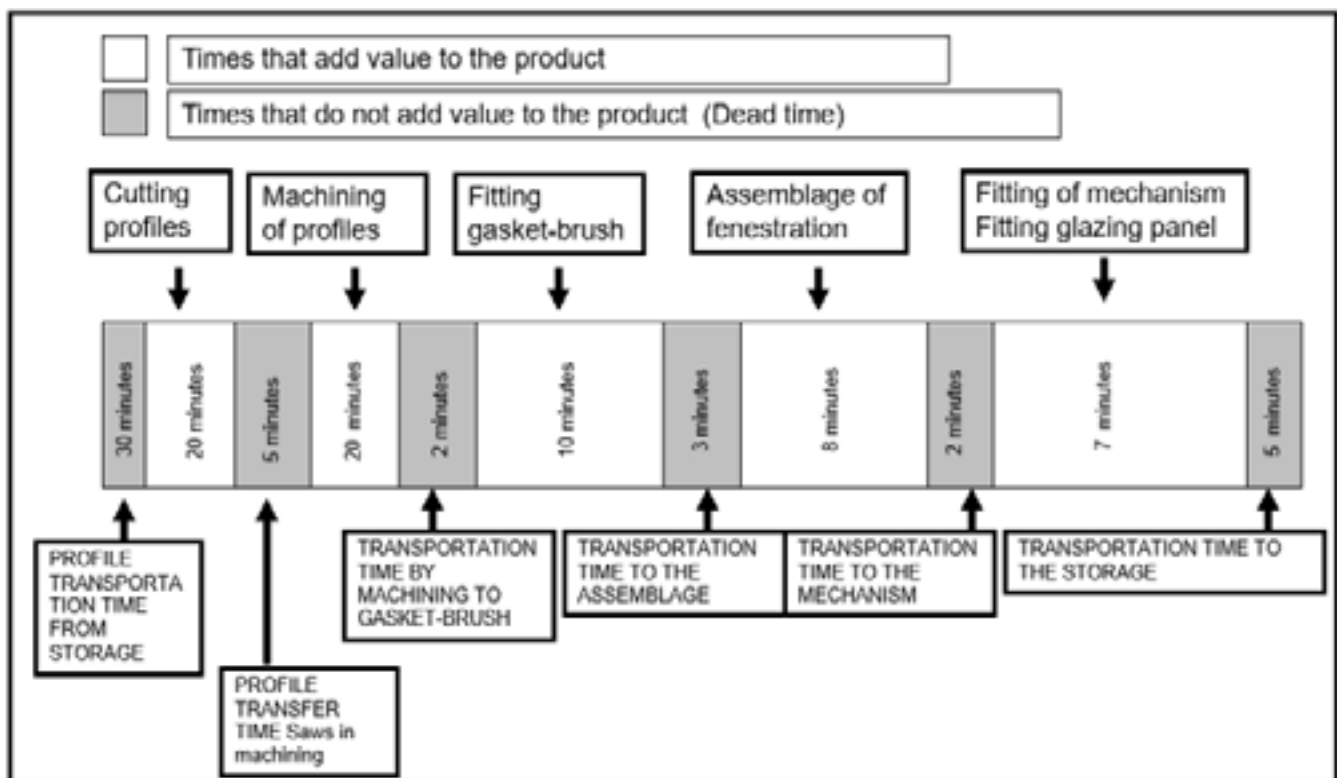 Times that add value to the product
Times that do not add value to the product (Dead time)
Cutting
profiles
Machining
of profiles
Fitting
gasket-brush
Assemblage of
fenestration
Fitting of mechanism
Fitting glazing panel
30 minutes
20 minutes
5 minutes
20 minutes
2 minutes
10 minutes
3 minutes
8 minutes
2 minutes
7 minutes
5 minutes
PROFILE
TRANSPORTA
TION TIME
FROM
STORAGE
PROFILE
TRANSFER
TIME Saws in
machining
TRANSPORTATION
TIME BY
MACHINING TO
GASKET-BRUSH
TRANSPORTATION
TIME TO THE
ASSEMBLAGE
TRANSPORTATION
TIME TO THE
MECHANISM
TRANSPORTATION TIME TO
THE STORAGE